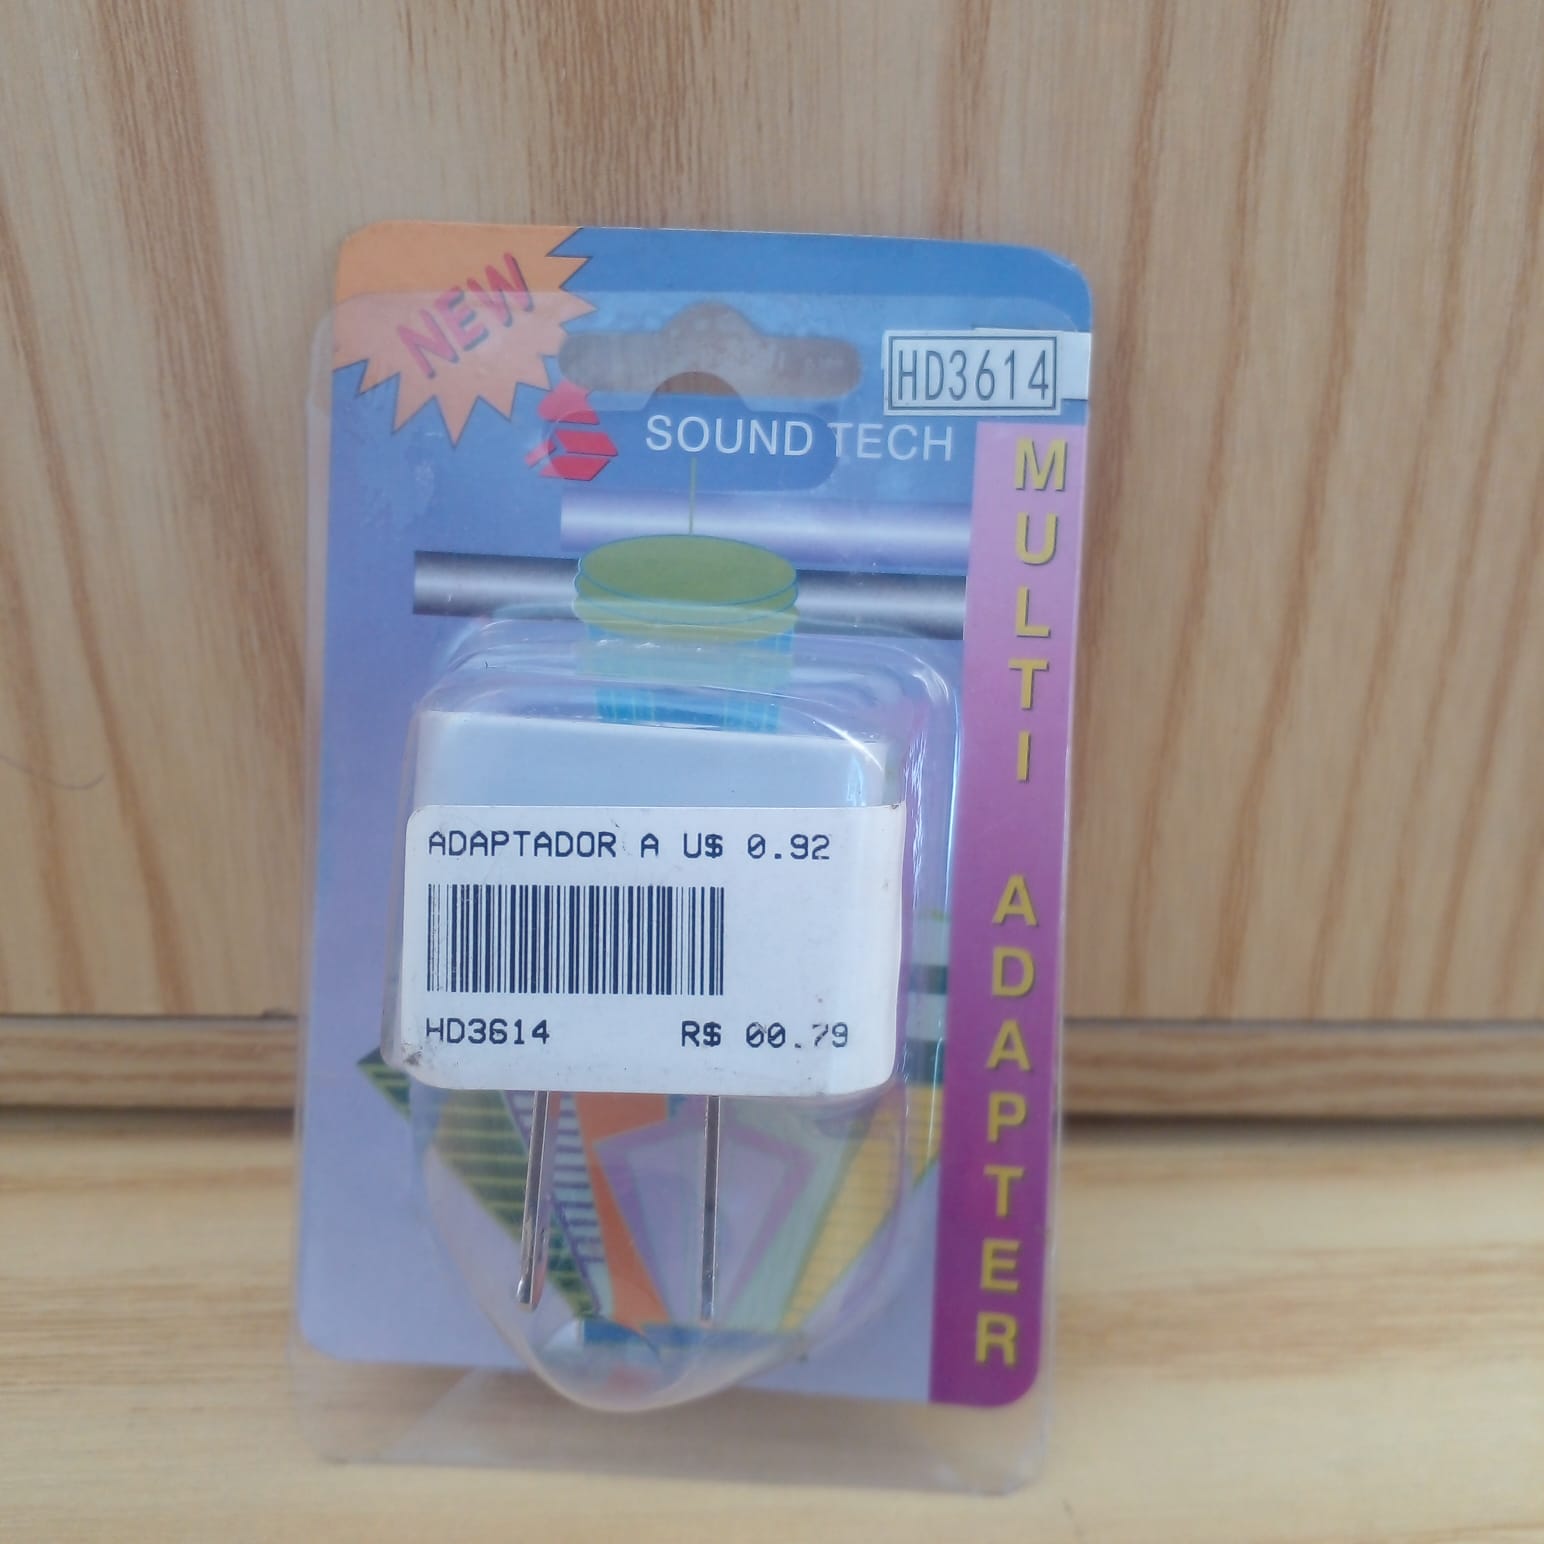 NEW
HD3614
SOUND TECH
MULTI ADAPTER
ADAPTADOR A U$ 0.92
HD3614 R$ 00.79